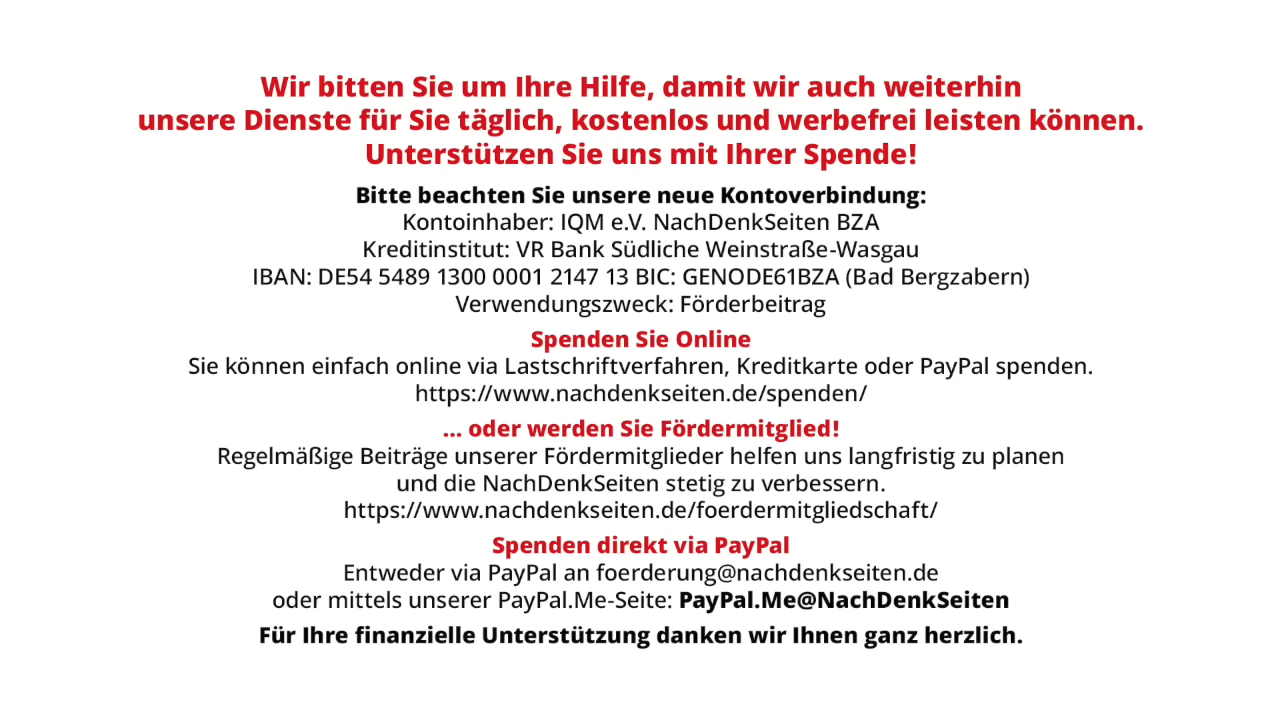 Wir bitten Sie um Ihre Hilfe, damit wir auch weiterhin
unsere Dienste für Sie täglich, kostenlos und werbefrei leisten können.
Unterstützen Sie uns mit Ihrer Spende!
Bitte beachten Sie unsere neue Kontoverbindung:
Kontoinhaber: IQM e.V. NachDenkSeiten BZA
Kreditinstitut: VR Bank Südliche Weinstraße-Wasgau
IBAN: DE54 5489 1300 0001 2147 13 BIC: GENODE61BZA (Bad Bergzabern)
Verwendungszweck: Förderbeitrag
Spenden Sie Online
Sie können einfach online via Lastschriftverfahren, Kreditkarte oder PayPal spenden.
https://www.nachdenkseiten.de/spenden/
... oder werden Sie Fördermitglied!
Regelmäßige Beiträge unserer Fördermitglieder helfen uns langfristig zu planen
und die NachDenkSeiten stetig zu verbessern.
https://www.nachdenkseiten.de/foerdermitgliedschaft/
Spenden direkt via PayPal
Entweder via PayPal an foerderung@nachdenkseiten.de
oder mittels unserer PayPal.Me-Seite: PayPal.Me@NachDenkSeiten
Für Ihre finanzielle Unterstützung danken wir Ihnen ganz herzlich.